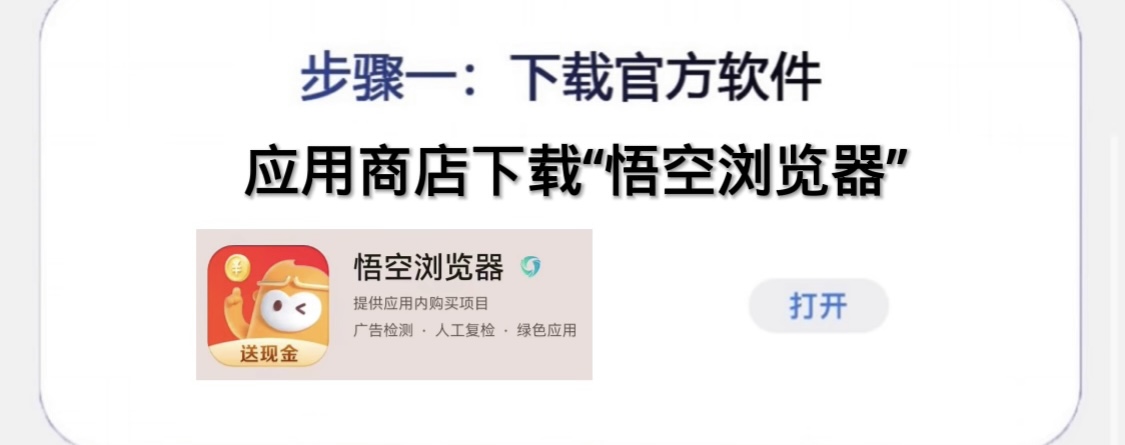 步骤一：下载官方软件
应用商店下载“悟空浏览器”
悟空浏览器
提供应用内购买项目
广告检测 · 人工复检 · 绿色应用
送现金
打开